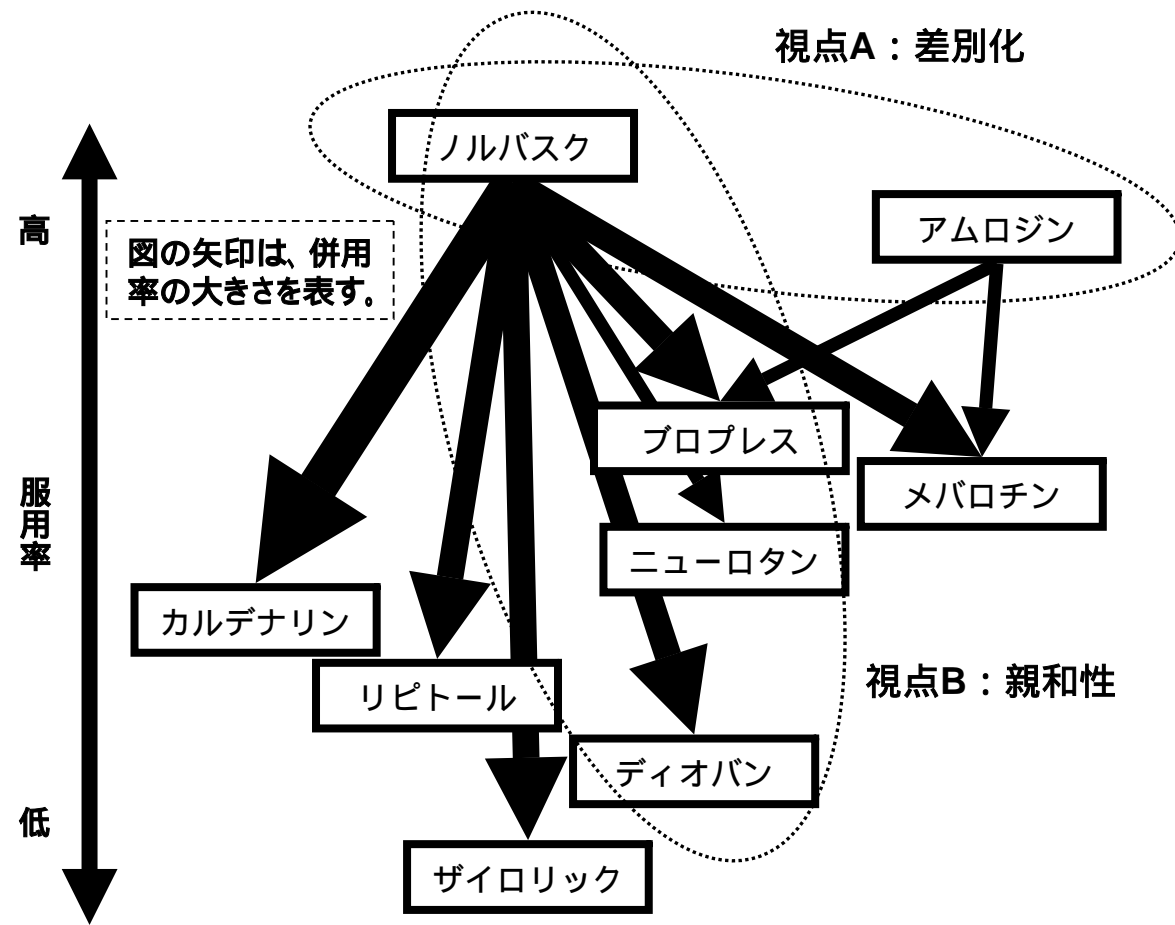 視点A:差別化
ノルバスク
アムロジン
高
図の矢印は、併用
率の大きさを表す。
ブロプレス
メバロチン
服用率
ニューロタン
カルデナリン
リピトール
視点B:親和性
ディオバン
低
ザイロリック